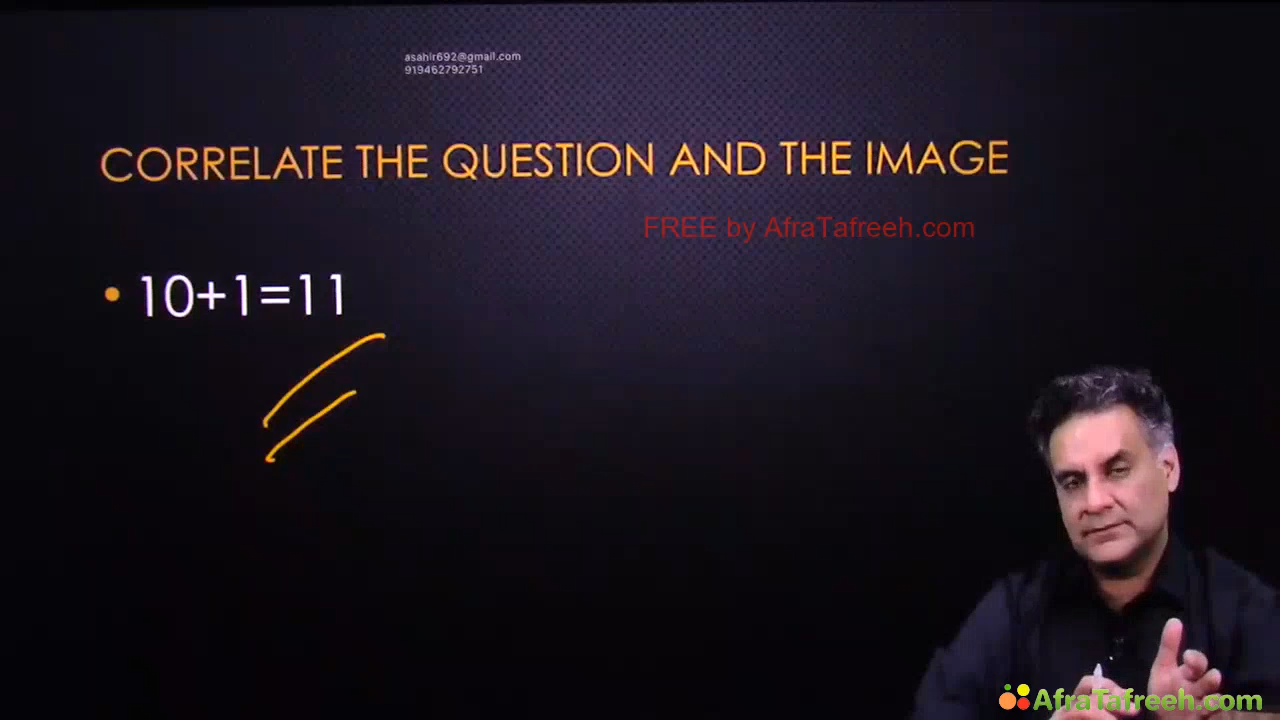 asahir692@gmail.com
919462792751
CORRELATE THE QUESTION AND THE IMAGE
FREE by AfraTafreeh.com
• 10+1=11
AfraTafreeh.com